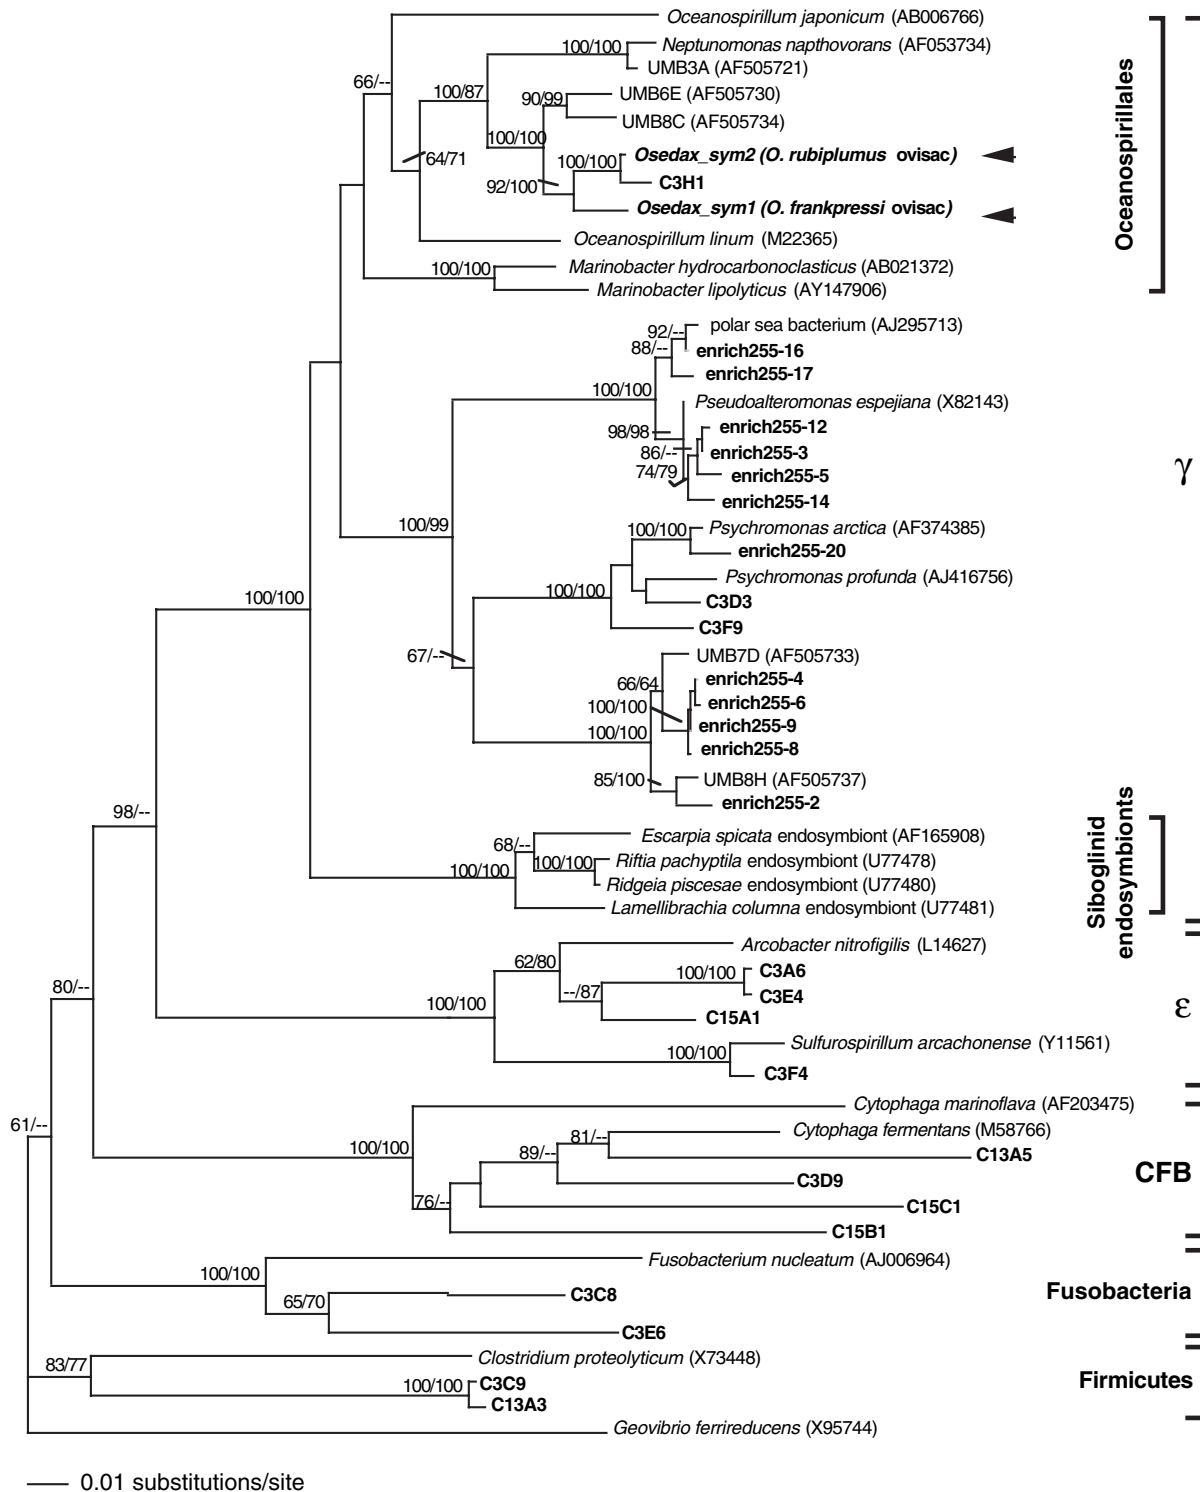 Oceanospirillum japonicum (AB006766)
100/100
Neptunomonas napthovorans (AF053734)
UMB3A (AF505721)
66/--
100/87
90/99
UMB6E (AF505730)
UMB8C (AF505734)
100/100
64/71
100/100
Osedax_sym2 (O. rubiplumus ovisac)
92/100
C3H1
Osedax_sym1 (O. frankpressi ovisac)
Oceanospirillum linum (M22365)
100/100
Marinobacter hydrocarbonoclasticus (AB021372)
Marinobacter lipolyticus (AY147906)
Oceanospirillales
92/--
polar sea bacterium (AJ295713)
88/--
enrich255-16
enrich255-17
100/100
Pseudoalteromonas espejiana (X82143)
98/98
enrich255-12
86/--
enrich255-3
74/79
enrich255-5
enrich255-14
γ
100/99
100/100
Psychromonas arctica (AF374385)
enrich255-20
Psychromonas profunda (AJ416756)
100/100
C3D3
C3F9
100/100
67/--
UMB7D (AF505733)
66/64
enrich255-4
100/100
enrich255-6
enrich255-9
100/100
enrich255-8
85/100
UMB8H (AF505737)
enrich255-2
98/--
68/--
Escarpia spicata endosymbiont (AF165908)
100/100
Riftia pachyptila endosymbiont (U77478)
100/100
Ridgeia piscesae endosymbiont (U77480)
Lamellibrachia columna endosymbiont (U77481)
Siboglinid
endosymbionts
Arcobacter nitrofigilis (L14627)
62/80
100/100
C3A6
80/--
--/87
C3E4
100/100
C15A1
ε
Sulfurospirillum arcachonense (Y11561)
100/100
C3F4
Cytophaga marinoflava (AF203475)
61/--
81/--
Cytophaga fermentans (M58766)
100/100
89/--
C13A5
CFB
C3D9
76/--
C15C1
C15B1
Fusobacterium nucleatum (AJ006964)
100/100
65/70
C3C8
Fusobacteria
C3E6
Clostridium proteolyticum (X73448)
83/77
100/100
C3C9
Firmicutes
C13A3
Geovibrio ferrireducens (X95744)
0.01 substitutions/site